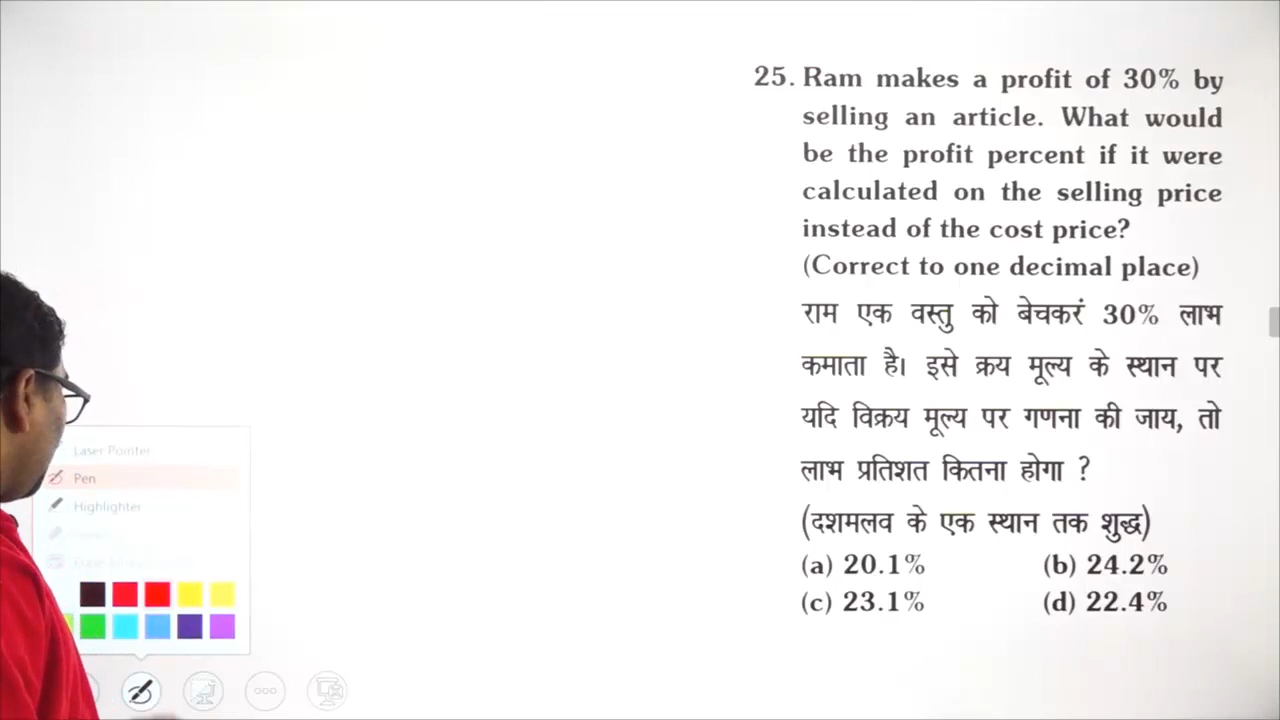 25. Ram makes a profit of 30% by
selling an article. What would
be the profit percent if it were
calculated on the selling price
instead of the cost price?
(Correct to one decimal place)
राम एक वस्तु को बेचकरं 30% लाभ
कमाता है। इसे क्रय मूल्य के स्थान पर
यदि विक्रय मूल्य पर गणना की जाय, तो
लाभ प्रतिशत कितना होगा ?
(दशमलव के एक स्थान तक शुद्ध)
(a) 20.1% (b) 24.2%
(c) 23.1% (d) 22.4%
Laser Pointer
Pen
Highlighter